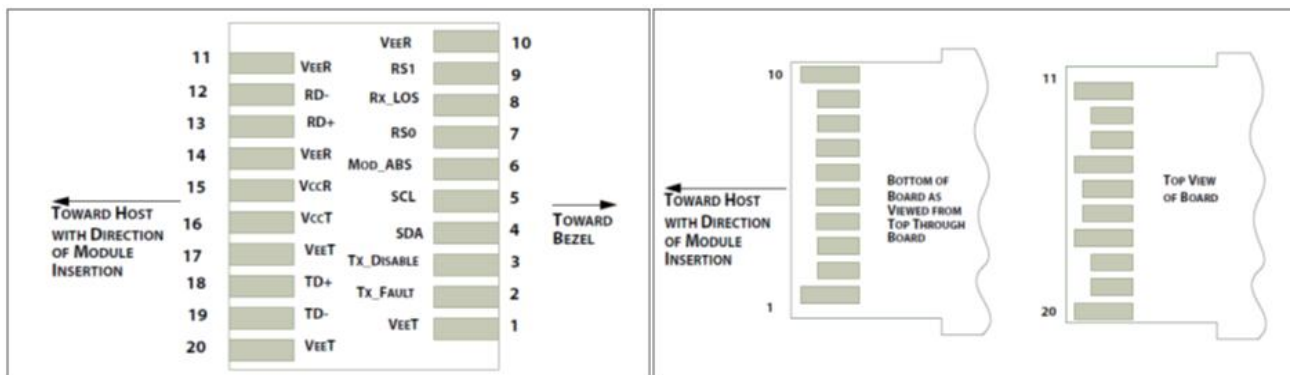 VEER
10
11
VEER
RS1
9
12
RD-
RX_LOS
8
13
RD+
RS0
7
14
VEER
MOD_ABS
6
15
VCCR
SCL
5
16
VCCT
SDA
4
17
VEET
TX_DISABLE
3
18
TD+
TX_FAULT
2
19
TD-
VEET
1
20
VEET
TOWARD HOST
WITH DIRECTION
OF MODULE
INSERTION
TOWARD
BEZEL
10
1
TOWARD HOST
WITH DIRECTION
OF MODULE
INSERTION
BOTTOM OF
BOARD AS
VIEWED FROM
TOP THROUGH
BOARD
11
20
TOP VIEW
OF BOARD